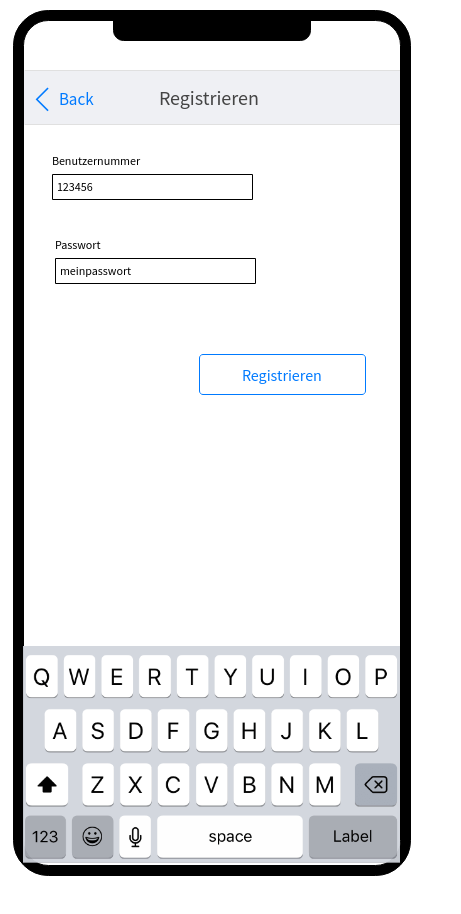 Back Registrieren
Benutzernummer
123456
Passwort
meinpasswort
Registrieren
Q W E R T Y U I O P
A S D F G H J K L
Z X C V B N M
123 space Label